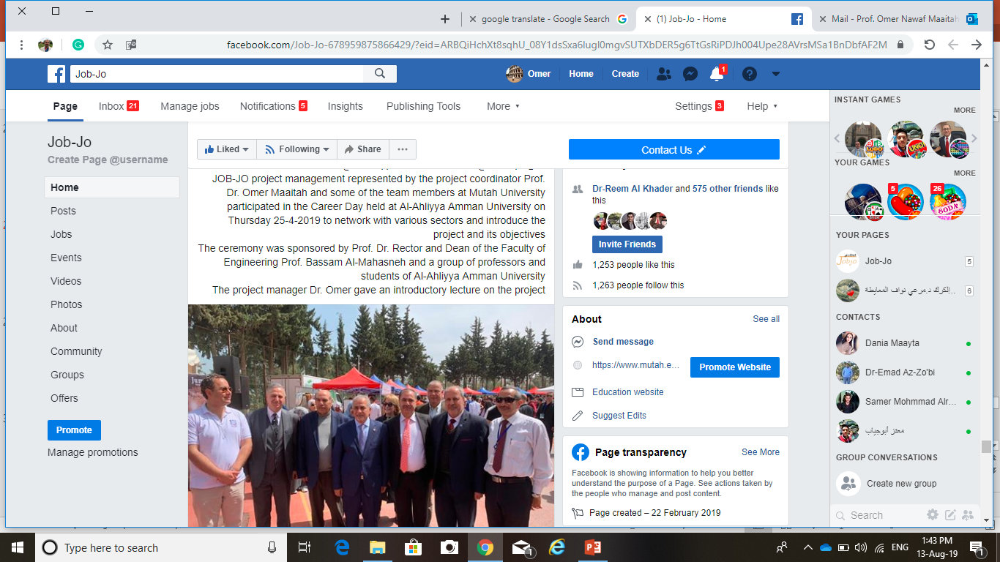 google translate - Google Search
(1) Job-Jo - Home
Mail - Prof. Omer Nawaf Maaitah
facebook.com/Job-Jo-678959875866429/?eid=ARBQiHchXt8sqhU_08Y1dsSxa6lugI0mgvSUTXbDER5g6TtGsRiPDJh004Upe28AVrsMSa1BnDbfAF2M
Job-Jo
Omer
Home
Create
1
Page
Inbox 21
Manage jobs
Notifications 5
Insights
Publishing Tools
More
Settings 3
Help
Job-Jo
Create Page @username
Home
Posts
Jobs
Events
Videos
Photos
About
Community
Groups
Offers
Promote
Manage promotions
Liked
Following
Share
Contact Us
JOB-JO project management represented by the project coordinator Prof.
Dr. Omer Maaitah and some of the team members at Mutah University
participated in the Career Day held at Al-Ahliyya Amman University on
Thursday 25-4-2019 to network with various sectors and introduce the
project and its objectives
The ceremony was sponsored by Prof. Dr. Rector and Dean of the Faculty of
Engineering Prof. Bassam Al-Mahasneh and a group of professors and
students of Al-Ahliyya Amman University
The project manager Dr. Omer gave an introductory lecture on the project
Dr-Reem Al Khader and 575 other friends like
this
Invite Friends
1,253 people like this
1,263 people follow this
About
See all
Send message
https://www.mutah.e...
Promote Website
Education website
Suggest Edits
Page transparency
See More
Facebook is showing information to help you better
understand the purpose of a Page. See actions taken by
the people who manage and post content.
Page created – 22 February 2019
INSTANT GAMES
MORE
UNO
YOUR GAMES
MORE
5
26
SODA
YOUR PAGES
Job-Jo
5
إلكرك د.مرعي نواف المعايطة...
6
CONTACTS
Dania Maayta
Dr-Emad Az-Zo'bi
Samer Mohmmad Alr...
معتز أبوجياب
GROUP CONVERSATIONS
Create new group
Search
Type here to search
1
ENG
1:43 PM
13-Aug-19
1